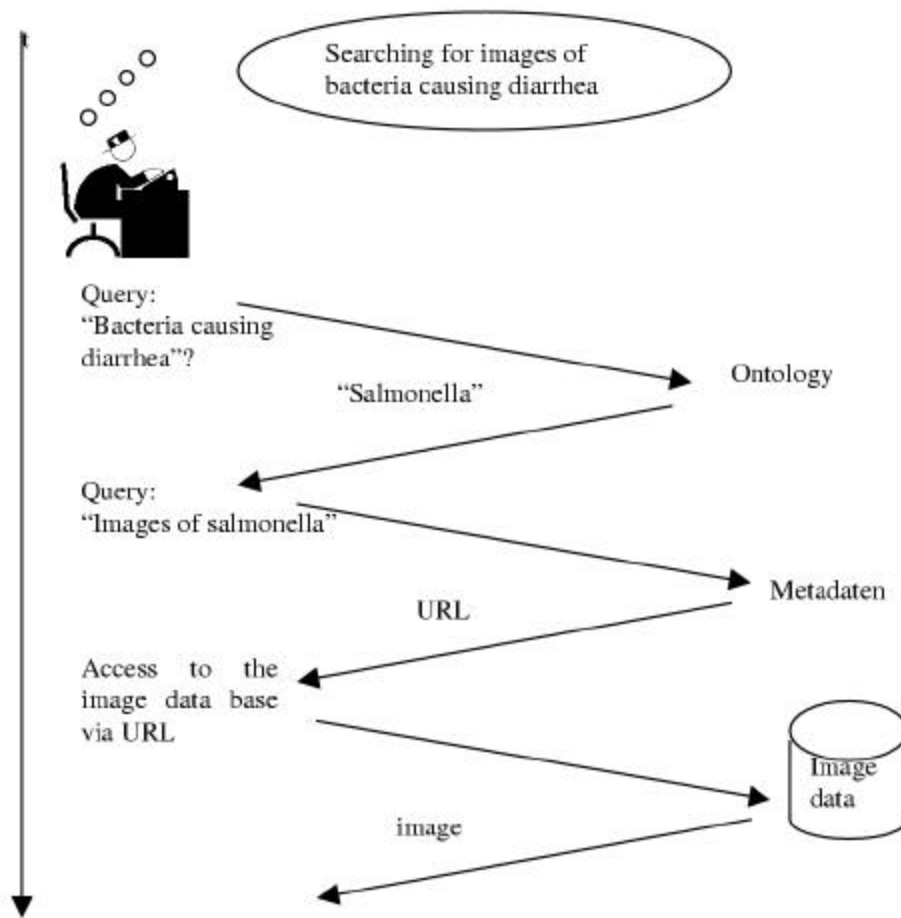 t
Searching for images of
bacteria causing diarrhea
Query:
“Bacteria causing
diarrhea”?
Ontology
“Salmonella”
Query:
“Images of salmonella”
Metadaten
URL
Access to the
image data base
via URL
Image
data
image